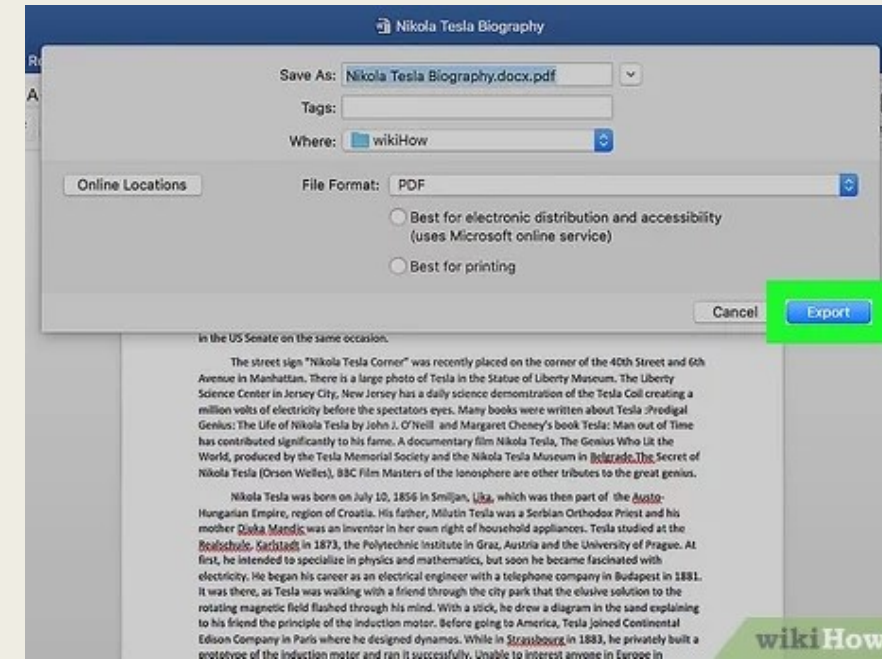 Nikola Tesla Biography
Save As: Nikola Tesla Biography.docx.pdf
Tags:
Where: wikiHow
Online Locations File Format: PDF
Best for electronic distribution and accessibility
(uses Microsoft online service)
Best for printing
Cancel Export
in the US Senate on the same occasion.
The street sign "Nikola Tesla Corner" was recently placed on the corner of the 40th Street and 6th
Avenue in Manhattan. There is a large photo of Tesla in the Statue of Liberty Museum. The Liberty
Science Center in Jersey City, New Jersey has a daily science demonstration of the Tesla Coil creating a
million volts of electricity before the spectators eyes. Many books were written about Tesla :Prodigal
Genius: The Life of Nikola Tesla by John J. O'Neill and Margaret Cheney's book Tesla: Man out of Time
has contributed significantly to his fame. A documentary film Nikola Tesla, The Genius Who Lit the
World, produced by the Tesla Memorial Society and the Nikola Tesla Museum in Belgrade,The Secret of
Nikola Tesla (Orson Welles), BBC Film Masters of the Ionosphere are other tributes to the great genius.
Nikola Tesla was born on July 10, 1856 in Smiljan, Lika, which was then part of the Austo-
Hungarian Empire, region of Croatia. His father, Milutin Tesla was a Serbian Orthodox Priest and his
mother Djuka Mandic was an inventor in her own right of household appliances. Tesla studied at the
Realschule, Karlstadt in 1873, the Polytechnic Institute in Graz, Austria and the University of Prague. At
first, he intended to specialize in physics and mathematics, but soon he became fascinated with
electricity. He began his career as an electrical engineer with a telephone company in Budapest in 1881.
It was there, as Tesla was walking with a friend through the city park that the elusive solution to the
rotating magnetic field flashed through his mind. With a stick, he drew a diagram in the sand explaining
to his friend the principle of the induction motor. Before going to America, Tesla joined Continental
Edison Company in Paris where he designed dynamos. While in Strassbourg in 1883, he privately built a
prototype of the induction motor and ran it successfully. Unable to interest anyone in Europe in
wikiHow